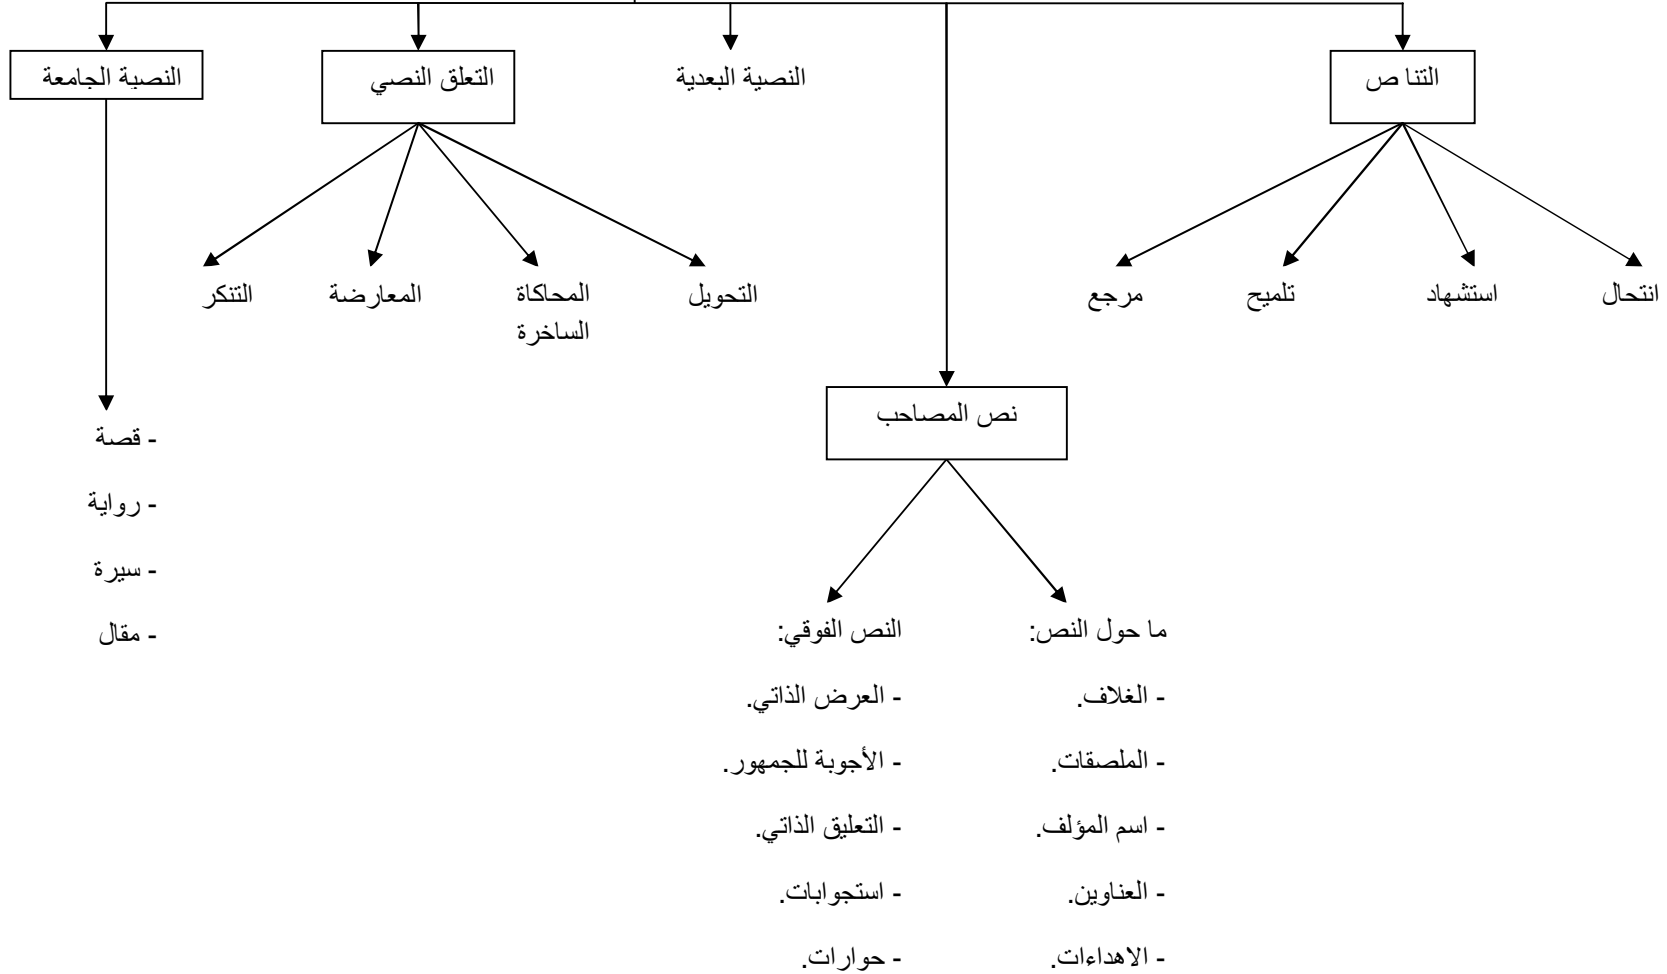 التنا ص
النصية البعدية
التعلق النصي
النصية الجامعة
انتحال
استشهاد
تلميح
مرجع
التحويل
المحاكاة
الساخرة
المعارضة
التنكر
نص المصاحب
- قصة
- رواية
- سيرة
- مقال
ما حول النص:
- الغلاف.
- الملصقات.
- اسم المؤلف.
- العناوين.
- الاهداءات.
النص الفوقي:
- العرض الذاتي.
- الأجوبة للجمهور.
- التعليق الذاتي.
- استجوابات.
- حوارات.